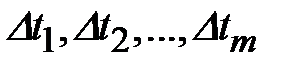 Δt₁, Δt₂, ..., Δtₘ